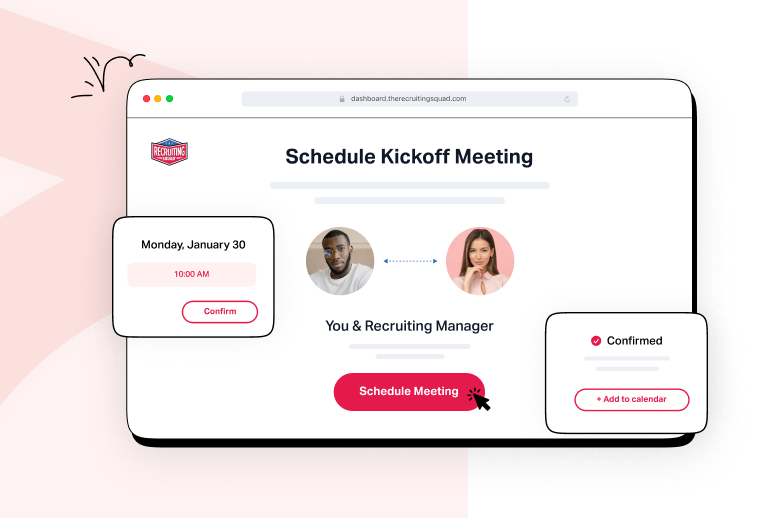 dashboard.therecruitingsquad.com
RECRUITING
Schedule Kickoff Meeting
Monday, January 30
10:00 AM
Confirm
You & Recruiting Manager
Schedule Meeting
Confirmed
+ Add to calendar